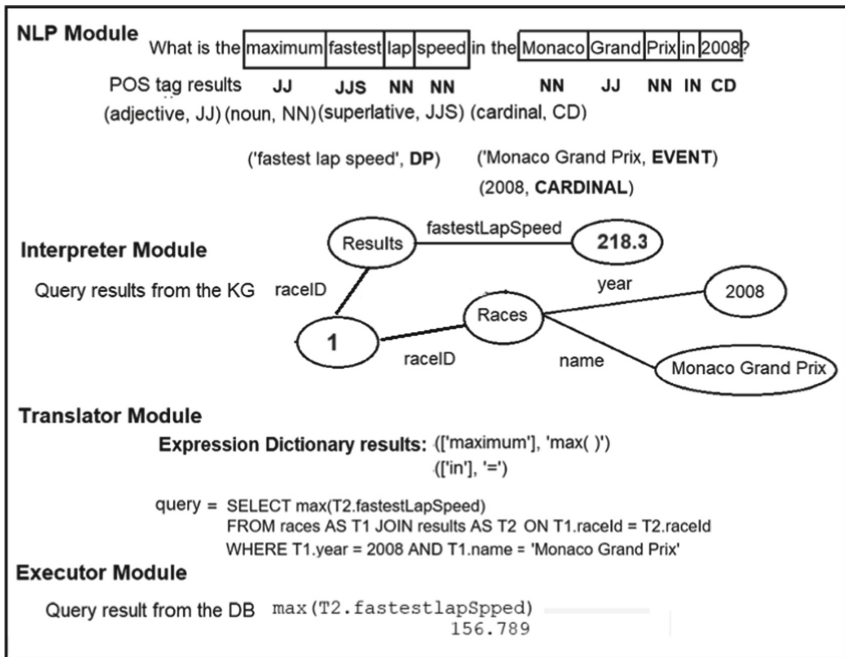 NLP Module
What is the maximum fastest lap speed in the Monaco Grand Prix in 2008?
POS tag results JJ JJS NN NN NN JJ NN IN CD
(adjective, JJ) (noun, NN) (superlative, JJS) (cardinal, CD)
('fastest lap speed', DP) ('Monaco Grand Prix, EVENT)
(2008, CARDINAL)
Interpreter Module
Results fastestLapSpeed 218.3
Query results from the KG raceID
year
2008
Races
1
raceID
name
Monaco Grand Prix
Translator Module
Expression Dictionary results: (['maximum'], 'max( )')
(['in'], '=')
query = SELECT max(T2.fastestLapSpeed)
FROM races AS T1 JOIN results AS T2 ON T1.raceId = T2.raceId
WHERE T1.year = 2008 AND T1.name = 'Monaco Grand Prix'
Executor Module
Query result from the DB max(T2.fastestlapSpped)
156.789